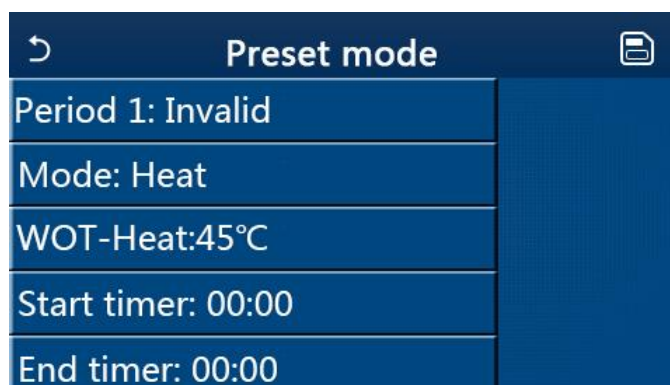 Preset mode
Period 1: Invalid
Mode: Heat
WOT-Heat:45℃
Start timer: 00:00
End timer: 00:00